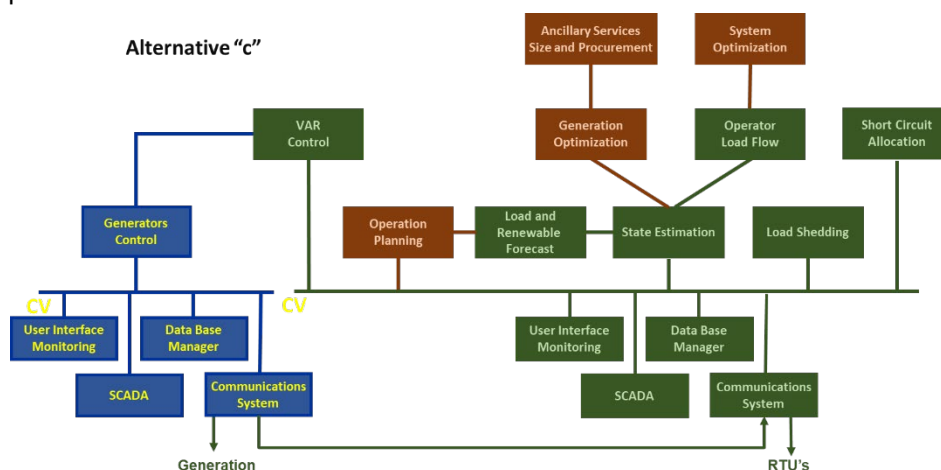 Alternative “c”
Ancillary Services
Size and Procurement
System
Optimization
VAR
Control
Generation
Optimization
Operator
Load Flow
Short Circuit
Allocation
Generators
Control
Operation
Planning
Load and
Renewable
Forecast
State Estimation
Load Shedding
CV
CV
User Interface
Monitoring
Data Base
Manager
User Interface
Monitoring
Data Base
Manager
SCADA
Communications
System
SCADA
Communications
System
Generation
RTU's